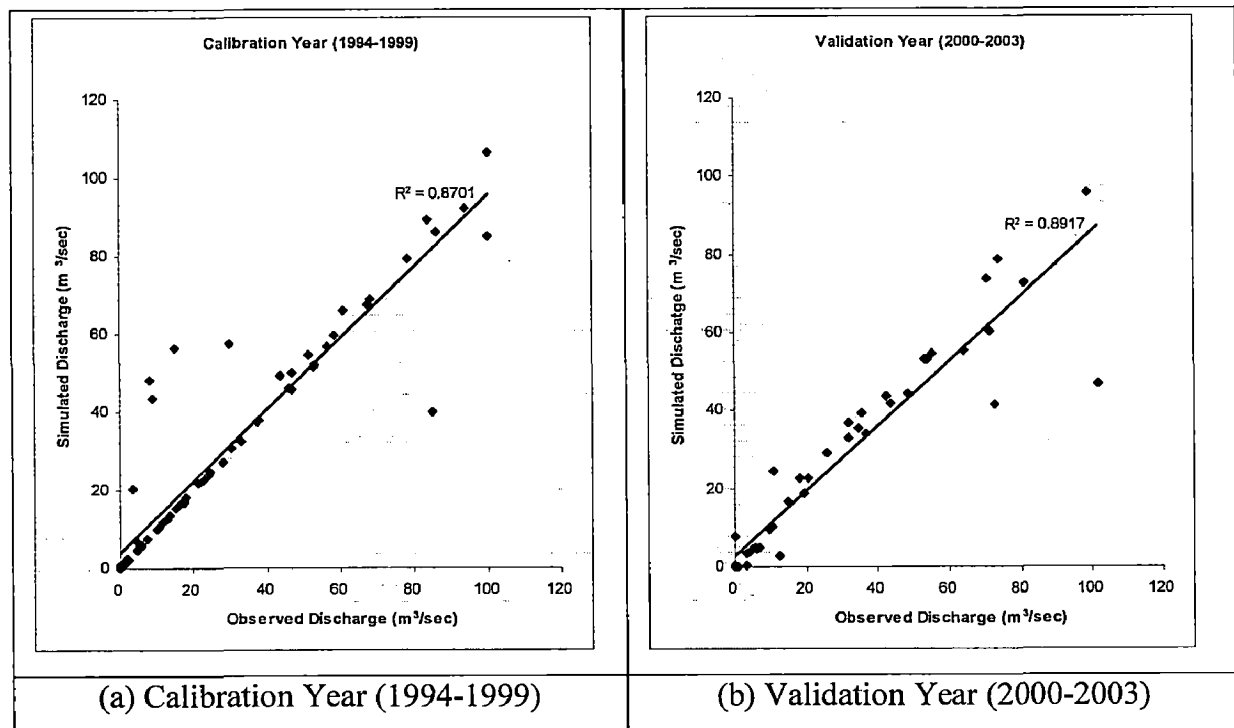 Calibration Year (1994-1999)
120
100
80
60
40
20
0
Simulated Discharge (m ³/sec)
R² = 0.8701
0 20 40 60 80 100 120
Observed Discharge (m³/sec)
(a) Calibration Year (1994-1999)
Validation Year (2000-2003)
120
100
80
60
40
20
0
Simulated Dischatge (m ³/sec)
R² = 0.8917
0 20 40 60 80 100 120
Observed Discharge (m³/sec)
(b) Validation Year (2000-2003)